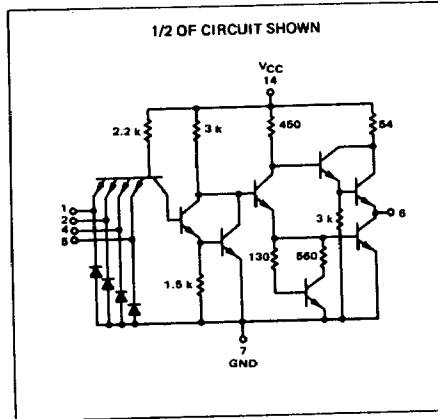 1/2 OF CIRCUIT SHOWN
VCC
14
2.2 k
3 k
450
54
1
2
4
5
6
3 k
1.5 k
130
560
7
GND